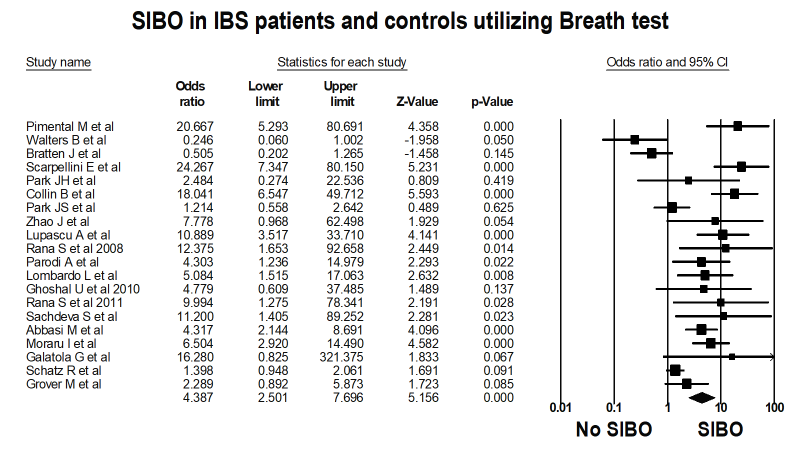 SIBO in IBS patients and controls utilizing Breath test
Study name Statistics for each study Odds ratio and 95% CI
Odds Lower Upper
ratio limit limit Z-Value p-Value
Pimental M et al 20.667 5.293 80.691 4.358 0.000
Walters B et al 0.246 0.060 1.002 -1.958 0.050
Bratten J et al 0.505 0.202 1.265 -1.458 0.145
Scarpellini E et al 24.267 7.347 80.150 5.231 0.000
Park JH et al 2.484 0.274 22.536 0.809 0.419
Collin B et al 18.041 6.547 49.712 5.593 0.000
Park JS et al 1.214 0.558 2.642 0.489 0.625
Zhao J et al 7.778 0.968 62.498 1.929 0.054
Lupascu A et al 10.889 3.517 33.710 4.141 0.000
Rana S et al 2008 12.375 1.653 92.658 2.449 0.014
Parodi A et al 4.303 1.236 14.979 2.293 0.022
Lombardo L et al 5.084 1.515 17.063 2.632 0.008
Ghoshal U et al 2010 4.779 0.609 37.485 1.489 0.137
Rana S et al 2011 9.994 1.275 78.341 2.191 0.028
Sachdeva S et al 11.200 1.405 89.252 2.281 0.023
Abbasi M et al 4.317 2.144 8.691 4.096 0.000
Moraru I et al 6.504 2.920 14.490 4.582 0.000
Galatola G et al 16.280 0.825 321.375 1.833 0.067
Schatz R et al 1.398 0.948 2.061 1.691 0.091
Grover M et al 2.289 0.892 5.873 1.723 0.085
4.387 2.501 7.696 5.156 0.000
0.01 0.1 1 10 100
No SIBO SIBO